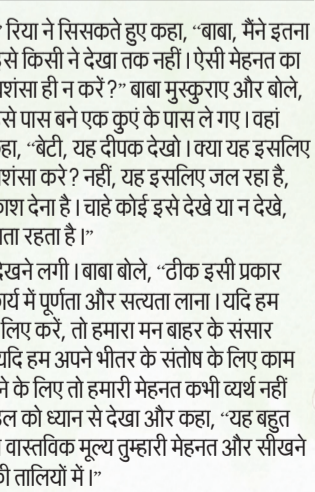 रिया ने सिसकते हुए कहा, “बाबा, मैंने इतना
किसी ने देखा तक नहीं। ऐसी मेहनत का
ही न करें?” बाबा मुस्कुराए और बोले,
पास बने एक कुएं के पास ले गए। वहां
“बेटी, यह दीपक देखो। क्या यह इसलिए
करे? नहीं, यह इसलिए जल रहा है,
देना है। चाहे कोई इसे देखे या न देखे,
रहता है।”
लगी। बाबा बोले, “ठीक इसी प्रकार
में पूर्णता और सत्यता लाना। यदि हम
लिए करें, तो हमारा मन बाहर के संसार
यदि हम अपने भीतर के संतोष के लिए काम
के लिए तो हमारी मेहनत कभी व्यर्थ नहीं
को ध्यान से देखा और कहा, “यह बहुत
वास्तविक मूल्य तुम्हारी मेहनत और सीखने
की तालियों में।”